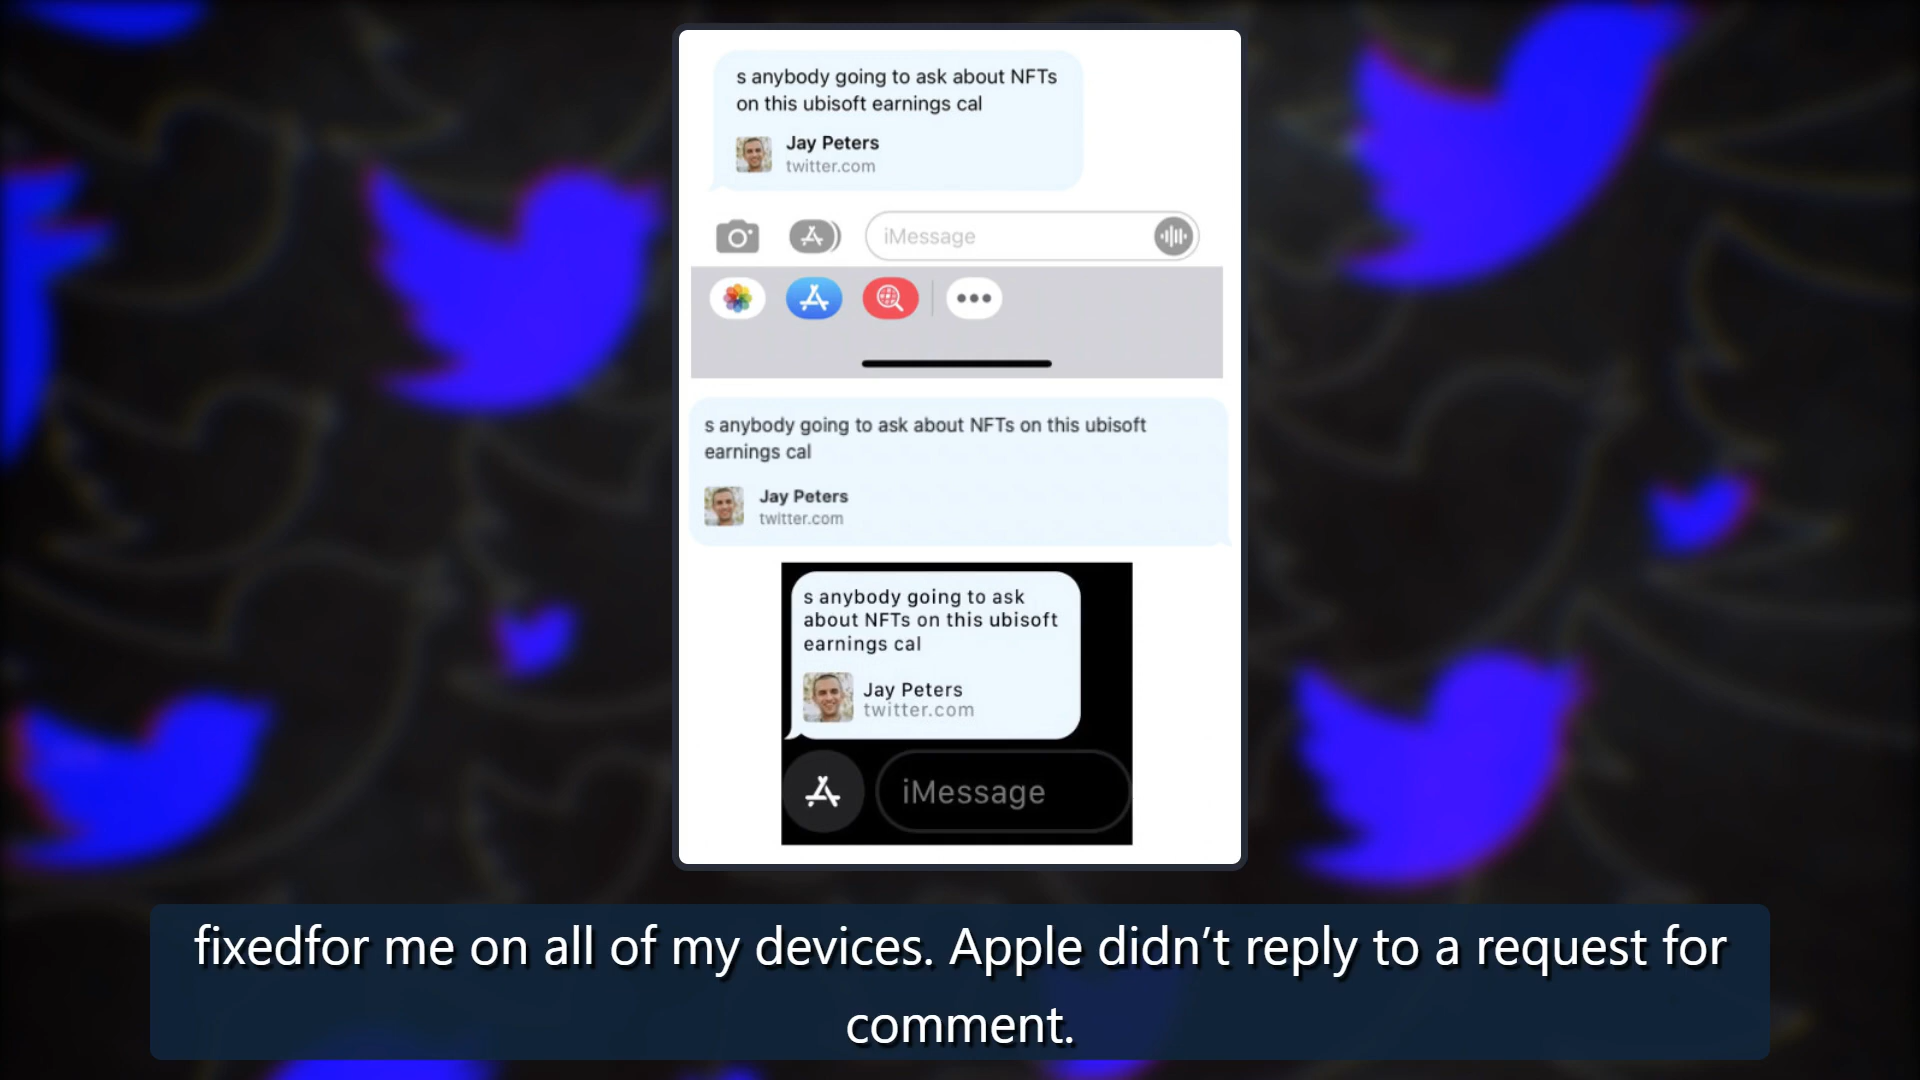 s anybody going to ask about NFTs
on this ubisoft earnings cal
Jay Peters
twitter.com
iMessage
s anybody going to ask about NFTs on this ubisoft
earnings cal
Jay Peters
twitter.com
s anybody going to ask
about NFTs on this ubisoft
earnings cal
Jay Peters
twitter.com
iMessage
fixedfor me on all of my devices. Apple didn’t reply to a request for
comment.